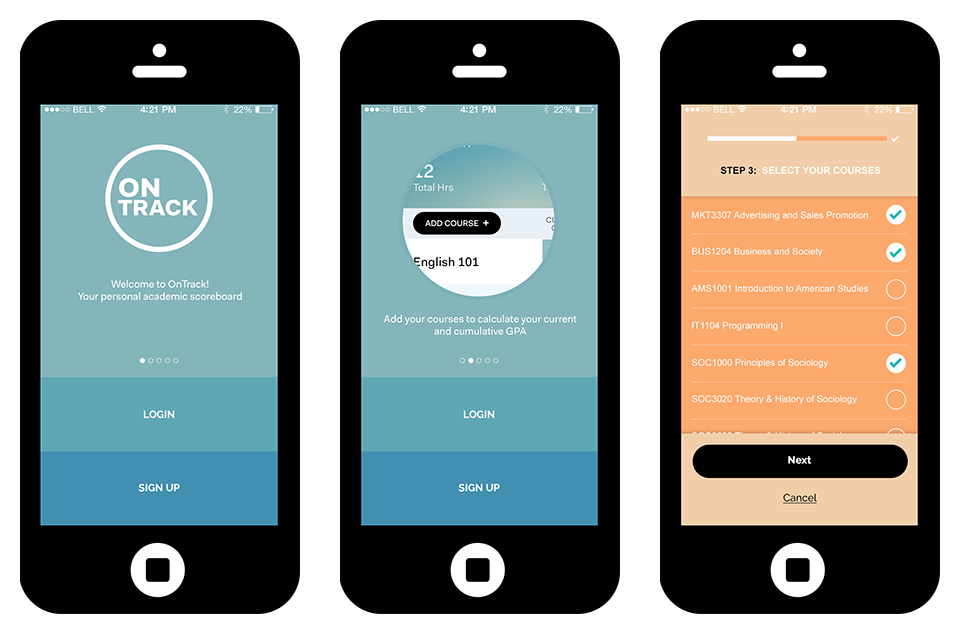 BELL 4:21 PM 22%
ON
TRACK
Welcome to OnTrack!
Your personal academic scoreboard
LOGIN
SIGN UP
BELL 4:21 PM 22%
12
Total Hrs
ADD COURSE +
English 101
Add your courses to calculate your current
and cumulative GPA
LOGIN
SIGN UP
BELL 4:21 PM 22%
STEP 3: SELECT YOUR COURSES
MKT3307 Advertising and Sales Promotion
BUS1204 Business and Society
AMS1001 Introduction to American Studies
IT1104 Programming I
SOC1000 Principles of Sociology
SOC3020 Theory & History of Sociology
Next
Cancel